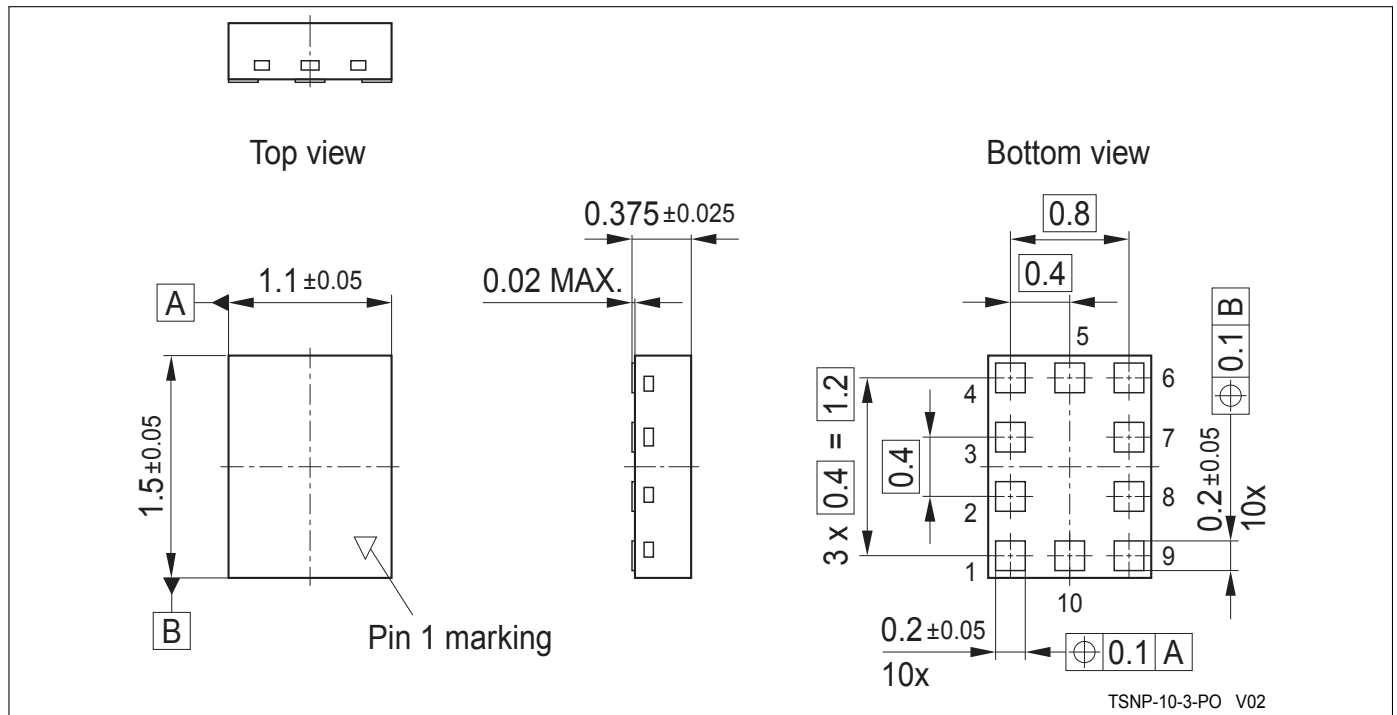 Top view
Bottom view
0.375 ±0.025
0.8
1.1 ±0.05
0.02 MAX.
0.4
A
5
⌖ 0.1 B
4
6
3 x 0.4 = 1.2
1.5 ±0.05
0.4
3
7
0.2 ±0.05
10x
2
8
1
9
10
B
Pin 1 marking
0.2 ±0.05
10x
⌖ 0.1 A
TSNP-10-3-PO V02